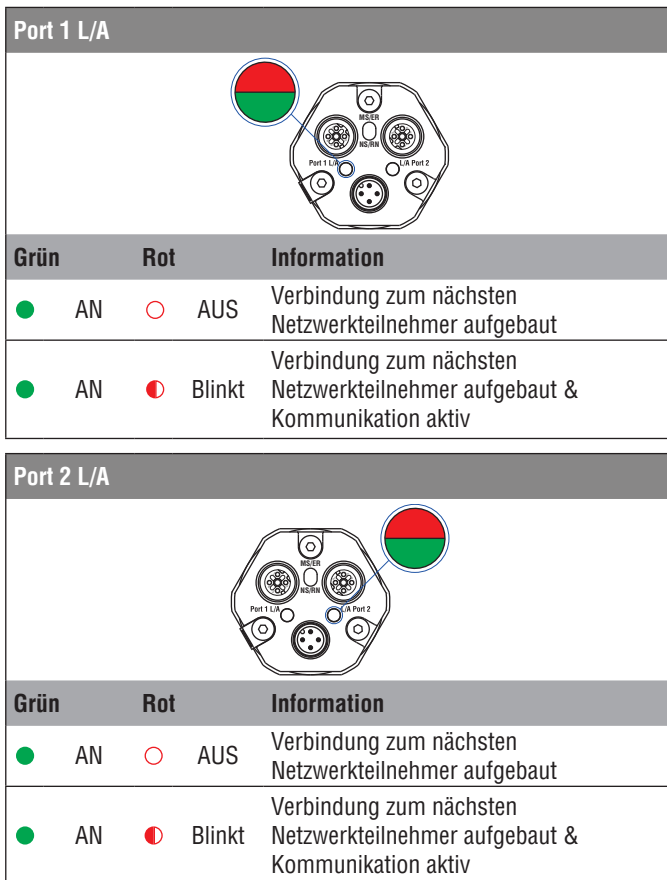 Port 1 L/A
MS/ER
NS/RN
Port 1 L/A
L/A Port 2
Grün Rot Information
AN AUS Verbindung zum nächsten
Netzwerkteilnehmer aufgebaut
Verbindung zum nächsten
AN Blinkt Netzwerkteilnehmer aufgebaut &
Kommunikation aktiv
Port 2 L/A
MS/ER
NS/RN
Port 1 L/A
L/A Port 2
Grün Rot Information
AN AUS Verbindung zum nächsten
Netzwerkteilnehmer aufgebaut
Verbindung zum nächsten
AN Blinkt Netzwerkteilnehmer aufgebaut &
Kommunikation aktiv